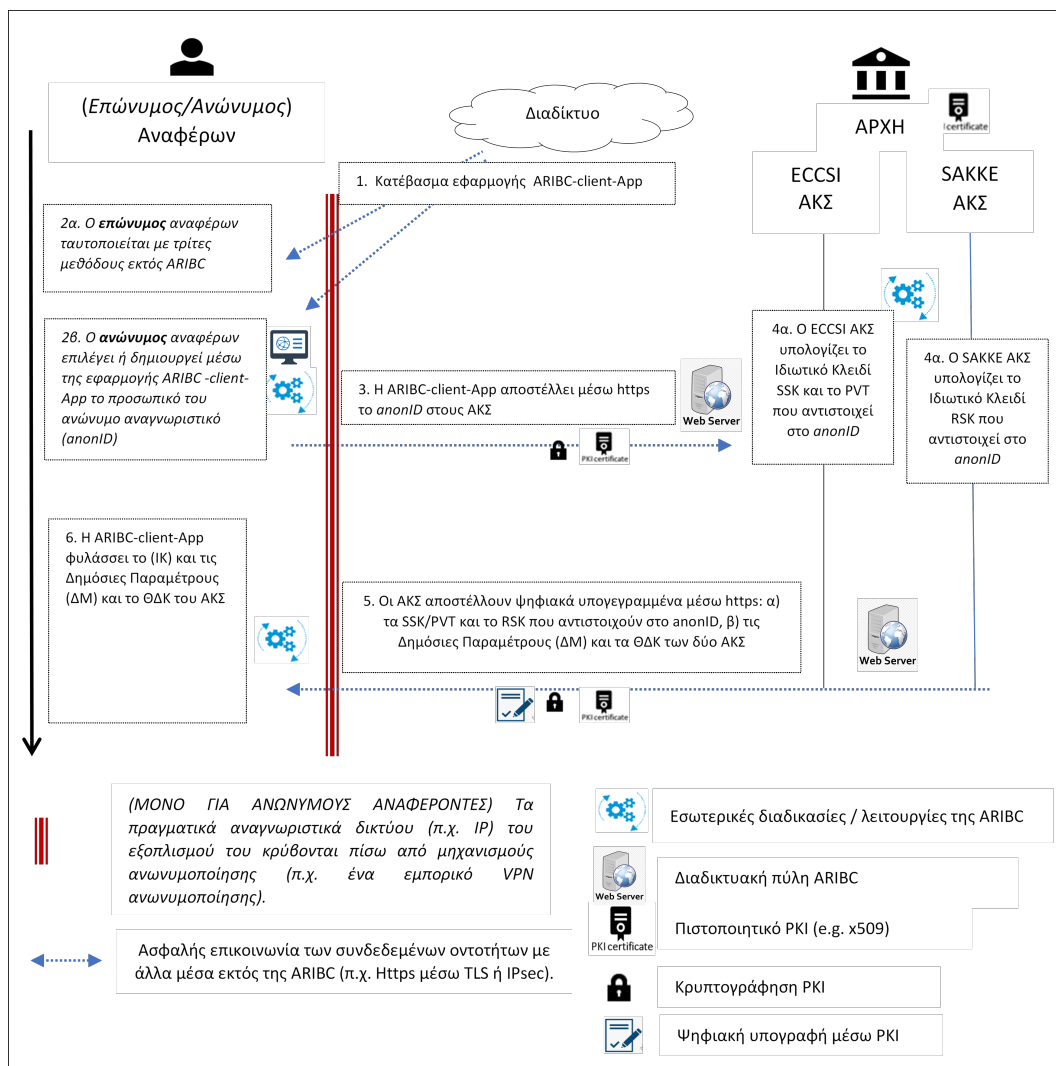 (Επώνυμος/Ανώνυμος)
Αναφέρων
Διαδίκτυο
ΑΡΧΗ
I certificate
ECCSI
ΑΚΣ
SAKKE
ΑΚΣ
1. Κατέβασμα εφαρμογής ARIBC-client-App
2α. Ο επώνυμος αναφέρων
ταυτοποιείται με τρίτες
μεθόδους εκτός ARIBC
2β. Ο ανώνυμος αναφέρων
επιλέγει ή δημιουργεί μέσω
της εφαρμογής ARIBC -client-
App το προσωπικό του
ανώνυμο αναγνωριστικό
(anonID)
3. Η ARIBC-client-App αποστέλλει μέσω https
το anonID στους ΑΚΣ
Web Server
PKI certificate
4α. Ο ECCSI ΑΚΣ
υπολογίζει το
Ιδιωτικό Κλειδί
SSK και το PVT
που αντιστοιχεί
στο anonID
4α. Ο SAKKE ΑΚΣ
υπολογίζει το
Ιδιωτικό Κλειδί
RSK που
αντιστοιχεί στο
anonID
6. Η ARIBC-client-App
φυλάσσει το (ΙΚ) και τις
Δημόσιες Παραμέτρους
(ΔΜ) και το ΘΔΚ του ΑΚΣ
5. Οι ΑΚΣ αποστέλλουν ψηφιακά υπογεγραμμένα μέσω https: α)
τα SSK/PVT και το RSK που αντιστοιχούν στο anonID, β) τις
Δημόσιες Παραμέτρους (ΔΜ) και τα ΘΔΚ των δύο ΑΚΣ
Web Server
PKI certificate
(ΜΟΝΟ ΓΙΑ ΑΝΩΝΥΜΟΥΣ ΑΝΑΦΕΡΟΝΤΕΣ) Τα
πραγματικά αναγνωριστικά δικτύου (π.χ. IP) του
εξοπλισμού του κρύβονται πίσω από μηχανισμούς
ανωνυμοποίησης (π.χ. ένα εμπορικό VPN
ανωνυμοποίησης).
Ασφαλής επικοινωνία των συνδεδεμένων οντοτήτων με
άλλα μέσα εκτός της ARIBC (π.χ. Https μέσω TLS ή IPsec).
Εσωτερικές διαδικασίες / λειτουργίες της ARIBC
Web Server
Διαδικτυακή πύλη ARIBC
PKI certificate
Πιστοποιητικό PKI (e.g. x509)
Κρυπτογράφηση PKI
Ψηφιακή υπογραφή μέσω PKI